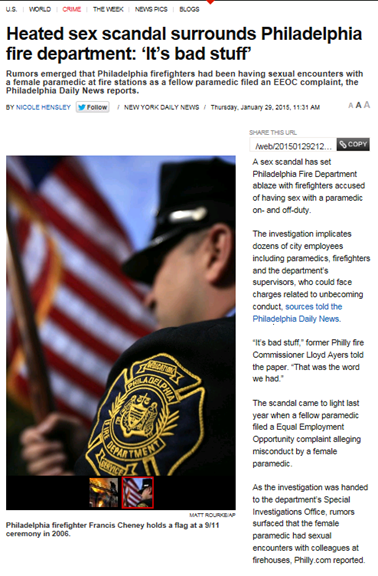 U.S. WORLD CRIME THE WEEK NEWS PICS BLOGS
Heated sex scandal surrounds Philadelphia
fire department: ‘It’s bad stuff’
Rumors emerged that Philadelphia firefighters had been having sexual encounters with
a female paramedic at fire stations as a fellow paramedic filed an EEOC complaint, the
Philadelphia Daily News reports.
BY NICOLE HENSLEY Follow / NEW YORK DAILY NEWS / Thursday, January 29, 2015, 11:31 AM A A A
SHARE THIS URL
/web/20150129212... COPY
A sex scandal has set
Philadelphia Fire Department
ablaze with firefighters accused
of having sex with a paramedic
on- and off-duty.
The investigation implicates
dozens of city employees
including paramedics, firefighters
and the department’s
supervisors, who could face
charges related to unbecoming
conduct, sources told the
Philadelphia Daily News.
“It’s bad stuff,” former Philly fire
Commissioner Lloyd Ayers told
the paper. “That was the word
we had.”
The scandal came to light last
year when a fellow paramedic
filed a Equal Employment
Opportunity complaint alleging
misconduct by a female
paramedic.
As the investigation was handed
to the department’s Special
Investigations Office, rumors
surfaced that the female
paramedic had sexual
encounters with colleagues at
firehouses, Philly.com reported.
DEDICATION
PHILADELPHIA
FIRE DEPARTMENT
SERVICE
MATT ROURKE/AP
Philadelphia firefighter Francis Cheney holds a flag at a 9/11
ceremony in 2006.